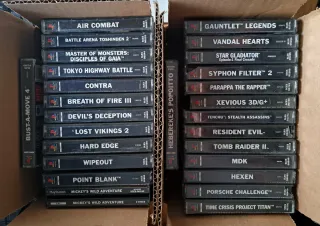 BUST-A-MOVE 4
AIR COMBAT
BATTLE ARENA TOSHINDEN 2
MASTER OF MONSTERS:
DISCIPLES OF GAIA
TOKYO HIGHWAY BATTLE
CONTRA
BREATH OF FIRE III
DEVIL'S DECEPTION
LOST VIKINGS 2
HARD EDGE
WIPEOUT
POINT BLANK
MICKEY'S WILD ADVENTURE
MICKEY'S WILD ADVENTURE
HEBEREKE'S POPOITTO
GAUNTLET LEGENDS
VANDAL HEARTS
STAR GLADIATOR
SYPHON FILTER 2
PARAPPA THE RAPPER
XEVIOUS 3D/G+
TENCHU: STEALTH ASSASSINS
RESIDENT EVIL
TOMB RAIDER II.
MDK
HEXEN
PORSCHE CHALLENGE
TIME CRISIS PROJECT TITAN